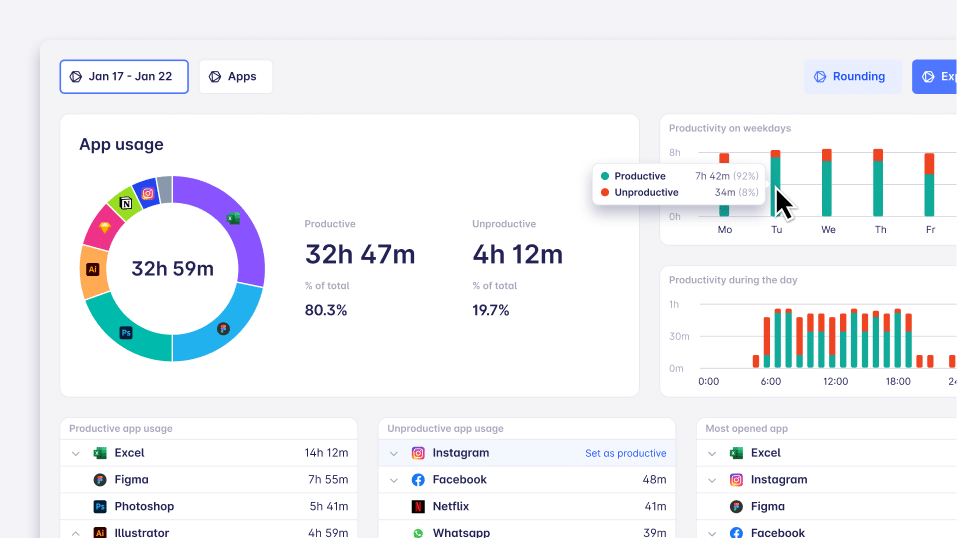 Jan 17 - Jan 22
Apps
Rounding
App usage
32h 59m
Ai
Ps
Productive
32h 47m
% of total
80.3%
Unproductive
4h 12m
% of total
19.7%
Productivity on weekdays
8h
0h
Mo Tu We Th Fr
Productive 7h 42m (92%)
Unproductive 34m (8%)
Productivity during the day
1h
30m
0m
0:00 6:00 12:00 18:00
Productive app usage
Excel 14h 12m
Figma 7h 55m
Ps Photoshop 5h 41m
Ai Illustrator 4h 59m
Unproductive app usage
Instagram Set as productive
Facebook 48m
Netflix 41m
Whatsapp 39m
Most opened app
Excel
Instagram
Figma
Facebook